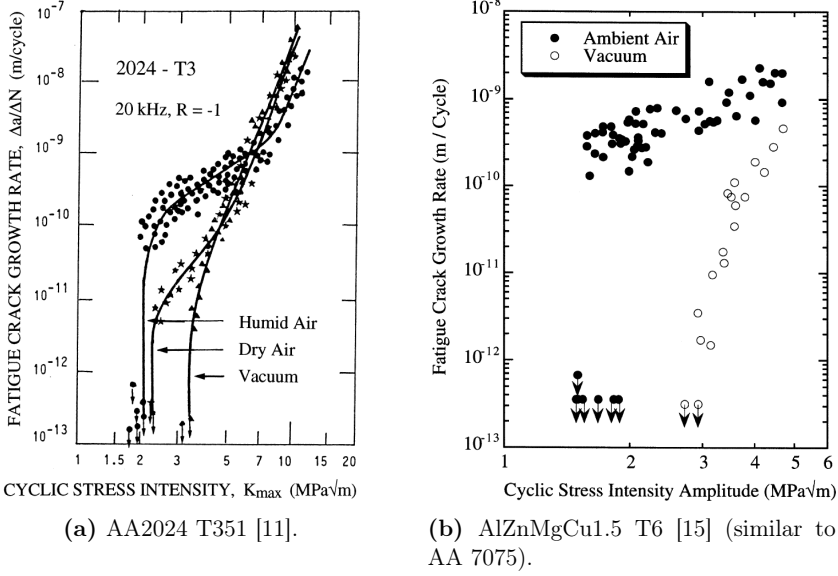 FATIGUE CRACK GROWTH RATE, Δa/ΔN (m/cycle)
10⁻⁷
10⁻⁸
10⁻⁹
10⁻¹⁰
10⁻¹¹
10⁻¹²
10⁻¹³
2024 - T3
20 kHz, R = -1
Humid Air
Dry Air
Vacuum
1 1.5 2 3 5 7 10 15 20
CYCLIC STRESS INTENSITY, Kmax (MPa√m)
(a) AA2024 T351 [11].
Fatigue Crack Growth Rate (m / Cycle)
10⁻⁸
10⁻⁹
10⁻¹⁰
10⁻¹¹
10⁻¹²
10⁻¹³
Ambient Air
Vacuum
1 2 3 4 5 6
Cyclic Stress Intensity Amplitude (MPa√m)
(b) AlZnMgCu1.5 T6 [15] (similar to
AA 7075).